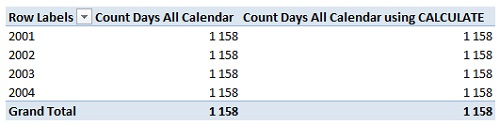 Row Labels Count Days All Calendar Count Days All Calendar using CALCULATE
2001 1 158 1 158
2002 1 158 1 158
2003 1 158 1 158
2004 1 158 1 158
Grand Total 1 158 1 158